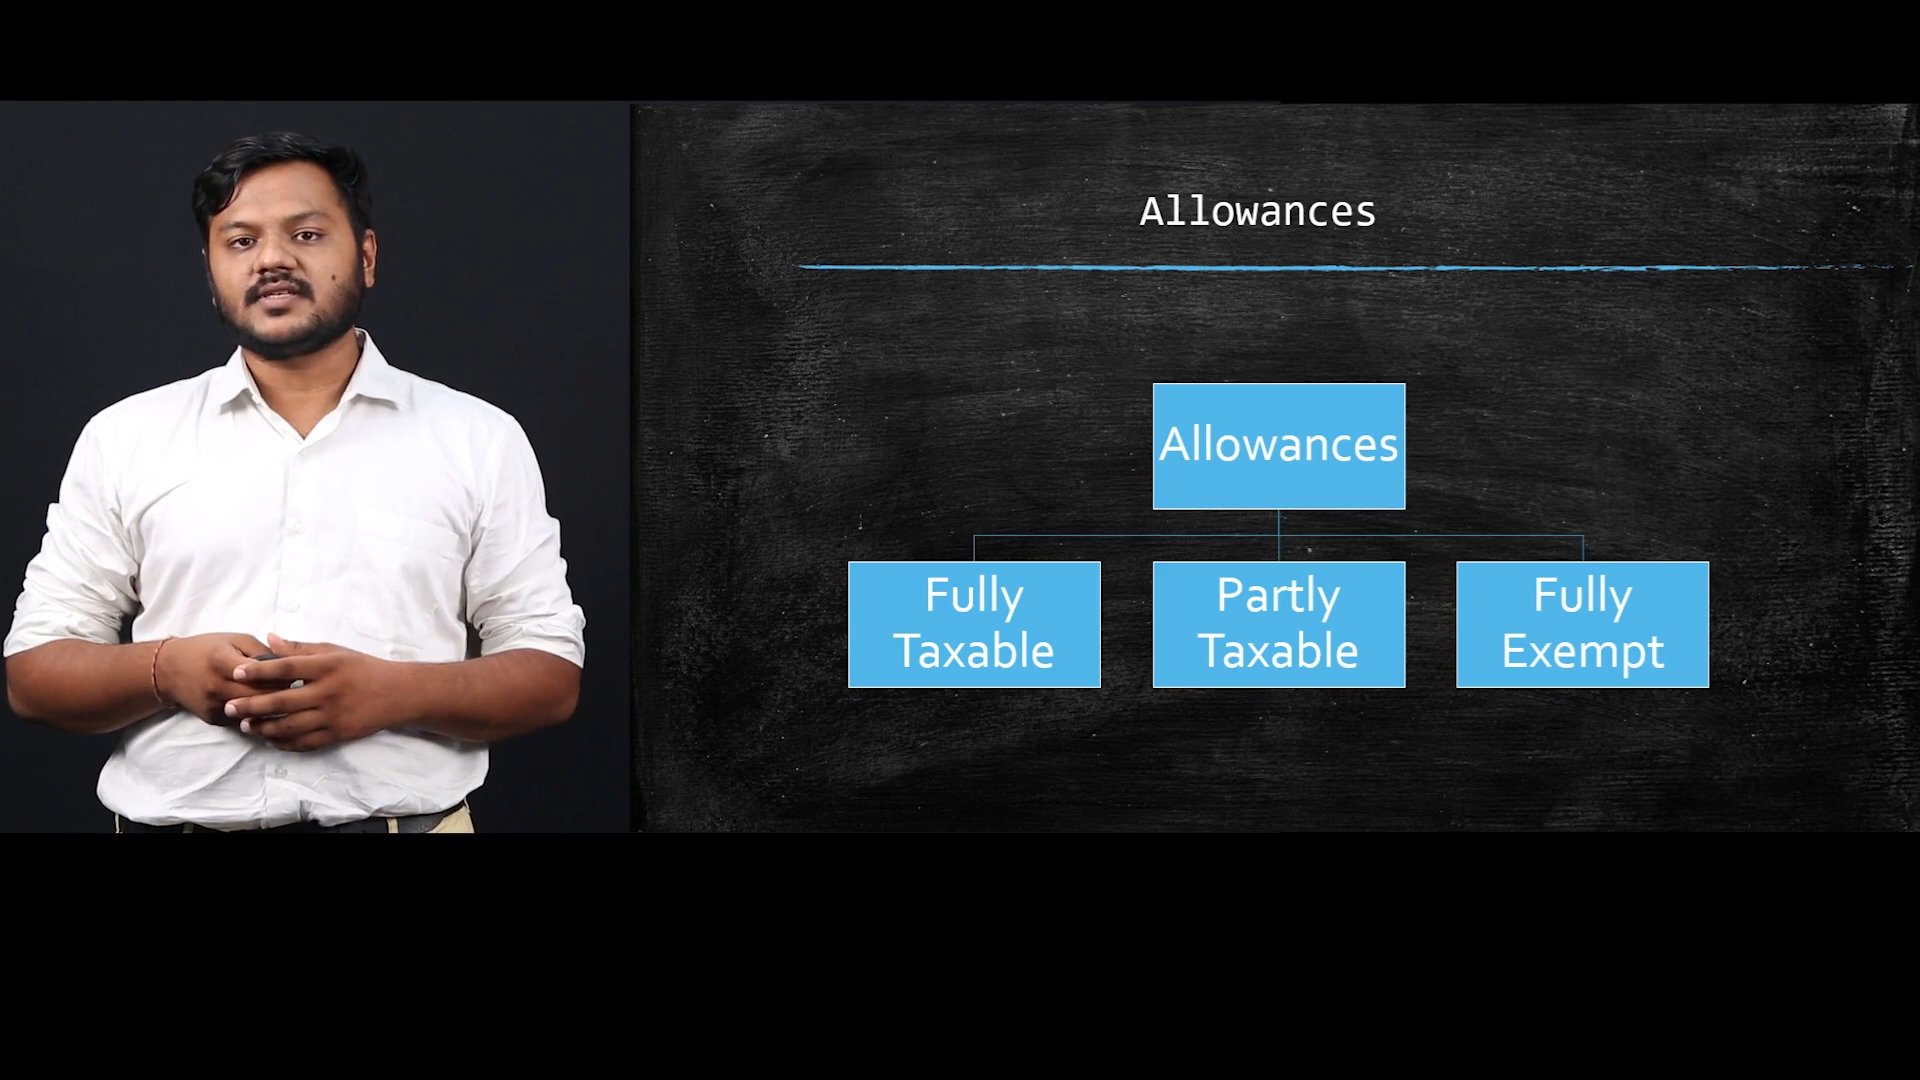 Allowances
Allowances
Fully
Taxable
Partly
Taxable
Fully
Exempt